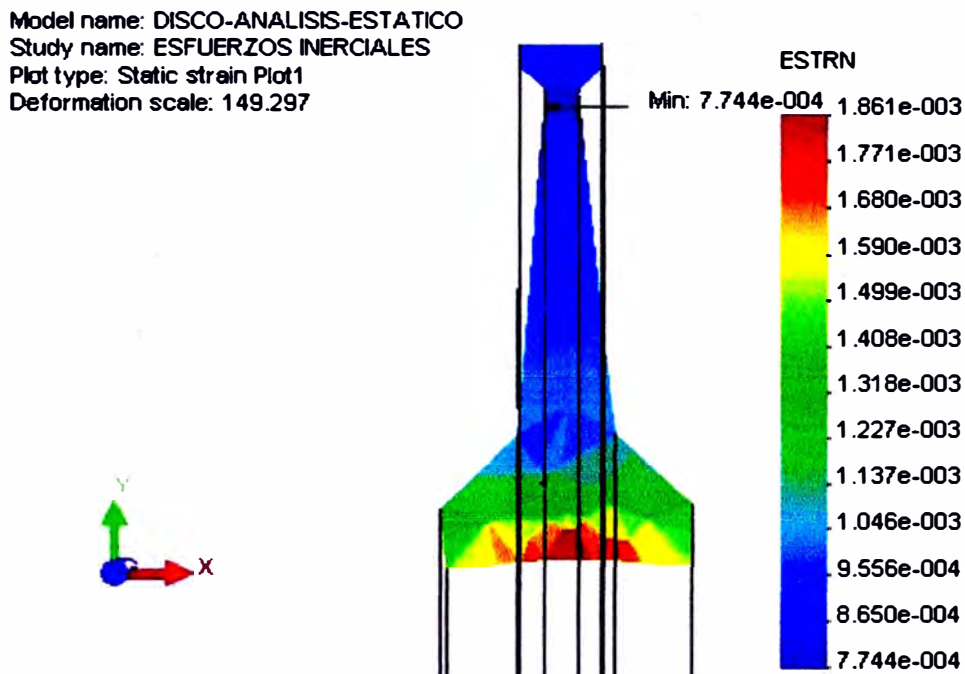 Model name: DISCO-ANALISIS-ESTATICO
Study name: ESFUERZOS INERCIALES
Plot type: Static strain Plot1
Deformation scale: 149.297
ESTRN
Min: 7.744e-004
1.861e-003
1.771e-003
1.680e-003
1.590e-003
1.499e-003
1.408e-003
1.318e-003
1.227e-003
1.137e-003
1.046e-003
9.556e-004
8.650e-004
7.744e-004
Y
X